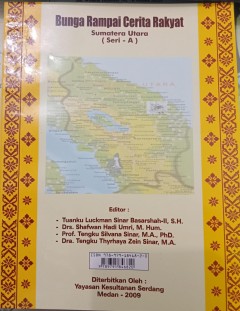 Bunga Rampai Cerita Rakyat
Sumatera Utara
( Seri - A )
Editor :
- Tuanku Luckman Sinar Basarshah-II, S.H.
- Drs. Shafwan Hadi Umri, M. Hum.
- Prof. Tengku Silvana Sinar, M.A., PhD.
- Dra. Tengku Thyrhaya Zein Sinar, M.A.
Diterbitkan Oleh :
Yayasan Kesultanan Serdang
Medan - 2009